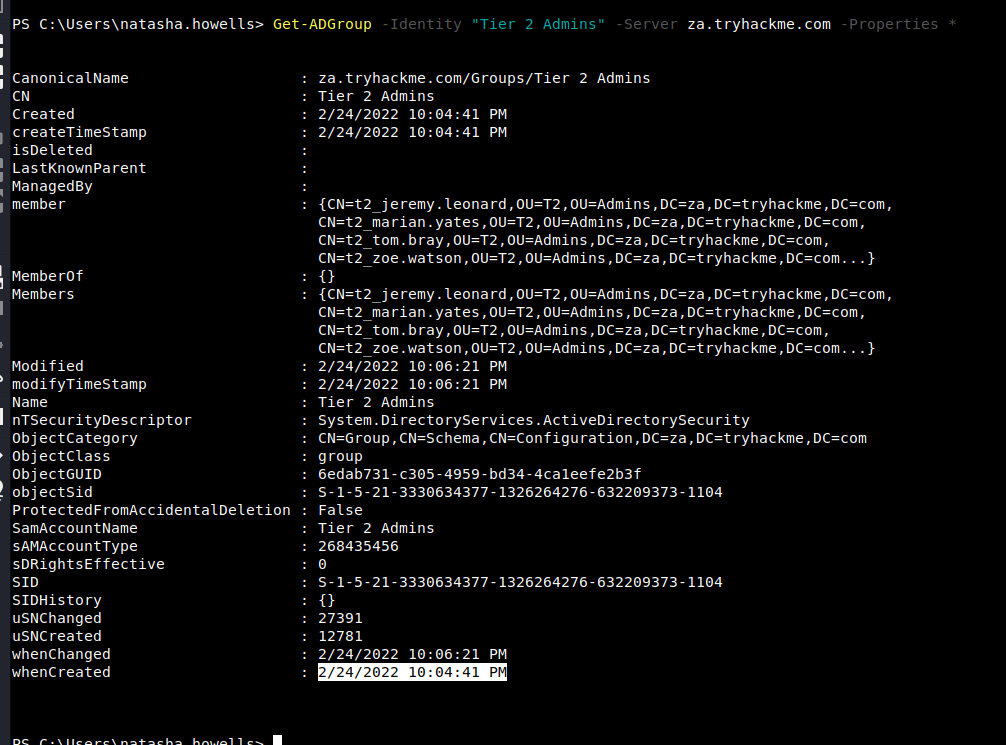 PS C:\Users\natasha.howells> Get-ADGroup -Identity "Tier 2 Admins" -Server za.tryhackme.com -Properties *
CanonicalName : za.tryhackme.com/Groups/Tier 2 Admins
CN : Tier 2 Admins
Created : 2/24/2022 10:04:41 PM
createTimeStamp : 2/24/2022 10:04:41 PM
isDeleted :
LastKnownParent :
ManagedBy :
member : {CN=t2_jeremy.leonard,OU=T2,OU=Admins,DC=za,DC=tryhackme,DC=com,
CN=t2_marian.yates,OU=T2,OU=Admins,DC=za,DC=tryhackme,DC=com,
CN=t2_tom.bray,OU=T2,OU=Admins,DC=za,DC=tryhackme,DC=com,
CN=t2_zoe.watson,OU=T2,OU=Admins,DC=za,DC=tryhackme,DC=com...}
MemberOf : {}
Members : {CN=t2_jeremy.leonard,OU=T2,OU=Admins,DC=za,DC=tryhackme,DC=com,
CN=t2_marian.yates,OU=T2,OU=Admins,DC=za,DC=tryhackme,DC=com,
CN=t2_tom.bray,OU=T2,OU=Admins,DC=za,DC=tryhackme,DC=com,
CN=t2_zoe.watson,OU=T2,OU=Admins,DC=za,DC=tryhackme,DC=com...}
Modified : 2/24/2022 10:06:21 PM
modifyTimeStamp : 2/24/2022 10:06:21 PM
Name : Tier 2 Admins
nTSecurityDescriptor : System.DirectoryServices.ActiveDirectorySecurity
ObjectCategory : CN=Group,CN=Schema,CN=Configuration,DC=za,DC=tryhackme,DC=com
ObjectClass : group
ObjectGUID : 6edab731-c305-4959-bd34-4ca1eefe2b3f
objectSid : S-1-5-21-3330634377-1326264276-632209373-1104
ProtectedFromAccidentalDeletion : False
SamAccountName : Tier 2 Admins
sAMAccountType : 268435456
sDRightsEffective : 0
SID : S-1-5-21-3330634377-1326264276-632209373-1104
SIDHistory : {}
uSNChanged : 27391
uSNCreated : 12781
whenChanged : 2/24/2022 10:06:21 PM
whenCreated : 2/24/2022 10:04:41 PM
PS C:\Users\natasha.howells>